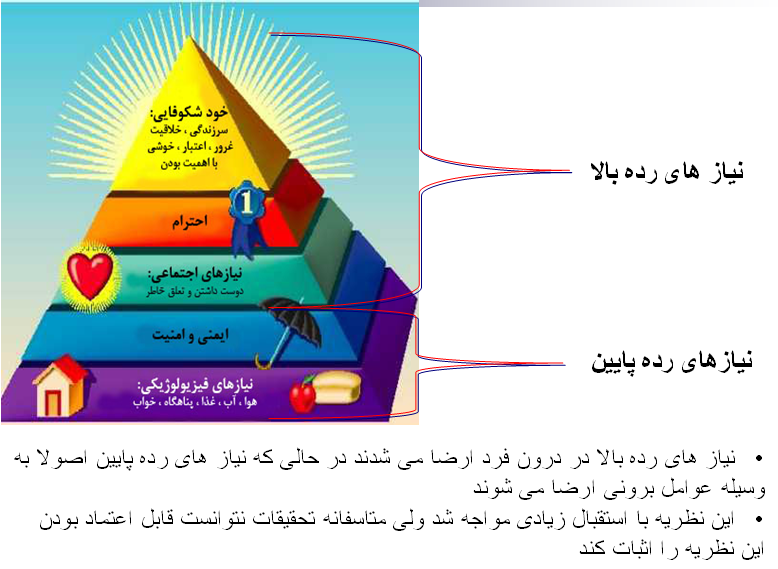 خود شکوفایی:
سرزندگی ، خلاقیت
غرور ، اعتبار ، خوشی
با اهمیت بودن
1
احترام
نیازهای اجتماعی:
دوست داشتن و تعلق خاطر
ایمنی و امنیت
نیازهای فیزیولوژیکی:
هوا ، آب ، غذا ، پناهگاه ، خواب
نیاز های رده بالا
نیازهای رده پایین
• نیاز های رده بالا در درون فرد ارضا می شدند در حالی که نیاز های رده پایین اصولا به
وسیله عوامل برونی ارضا می شوند
• این نظریه با استقبال زیادی مواجه شد ولی متاسفانه تحقیقات نتوانست قابل اعتماد بودن
این نظریه را اثبات کند